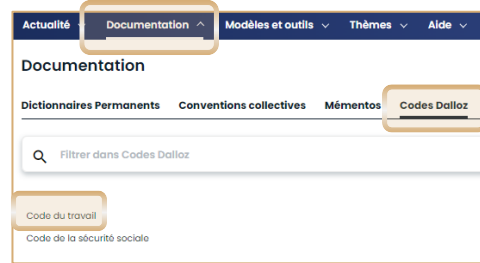 Actualité Documentation Modèles et outils Thèmes Aide
Documentation
Dictionnaires Permanents Conventions collectives Mémentos Codes Dalloz
Filtrer dans Codes Dalloz
Code du travail
Code de la sécurité sociale